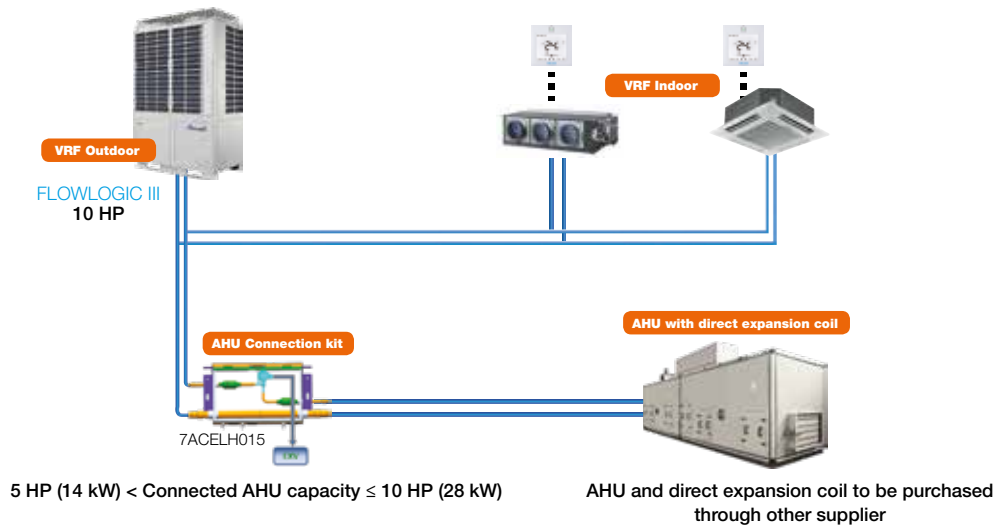 VRF Outdoor
FLOWLOGIC III
10 HP
VRF Indoor
AHU Connection kit
7ACELH015
AHU with direct expansion coil
5 HP (14 kW) < Connected AHU capacity ≤ 10 HP (28 kW)
AHU and direct expansion coil to be purchased
through other supplier